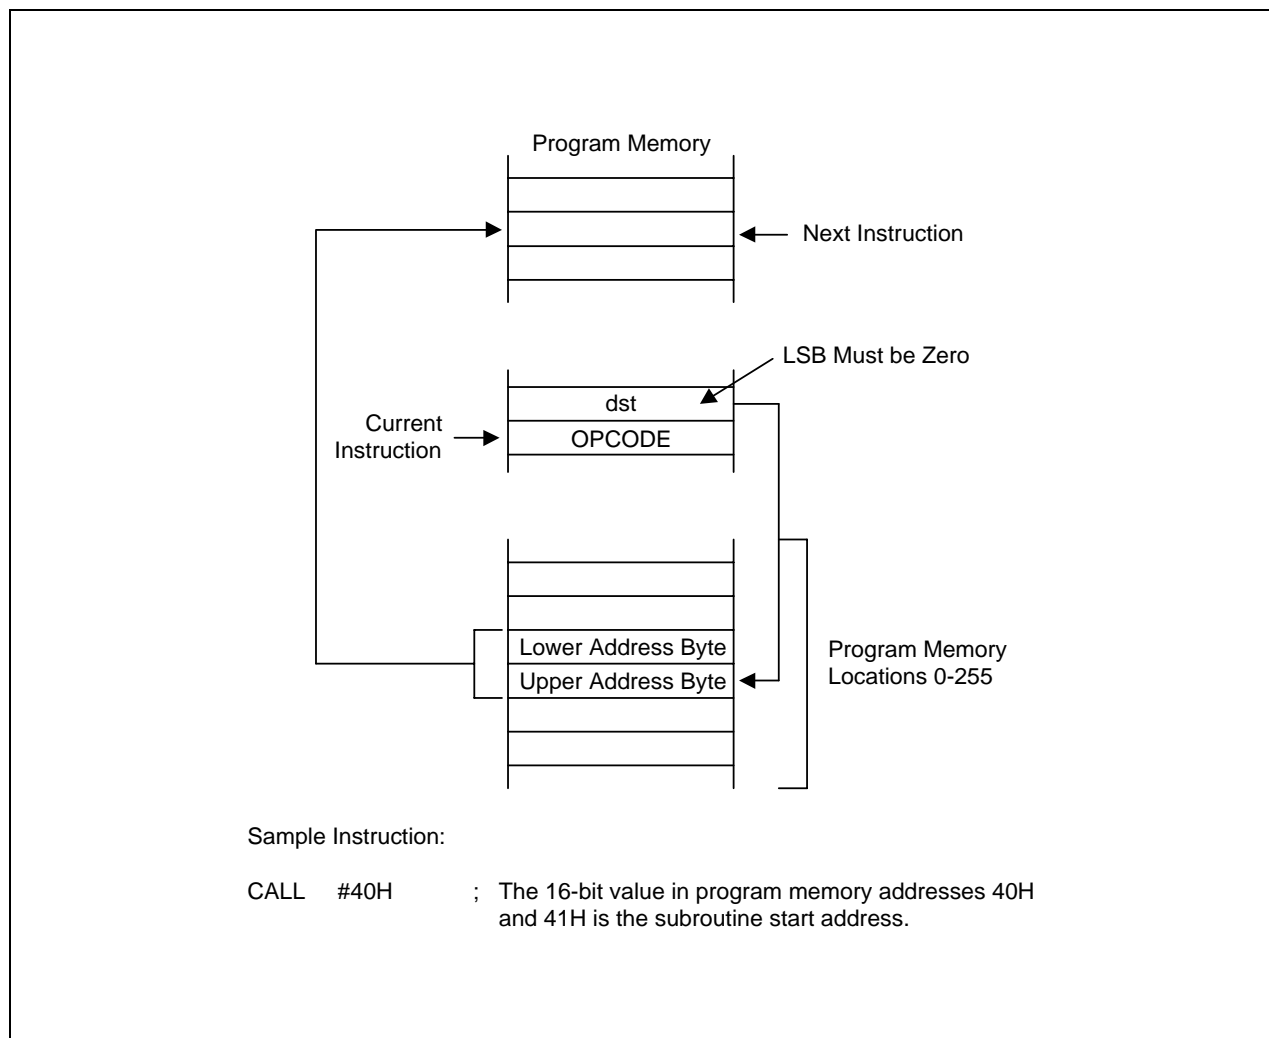 Program Memory
Next Instruction
LSB Must be Zero
dst
Current
Instruction
OPCODE
Lower Address Byte
Upper Address Byte
Program Memory
Locations 0-255
Sample Instruction:
CALL #40H ; The 16-bit value in program memory addresses 40H
and 41H is the subroutine start address.